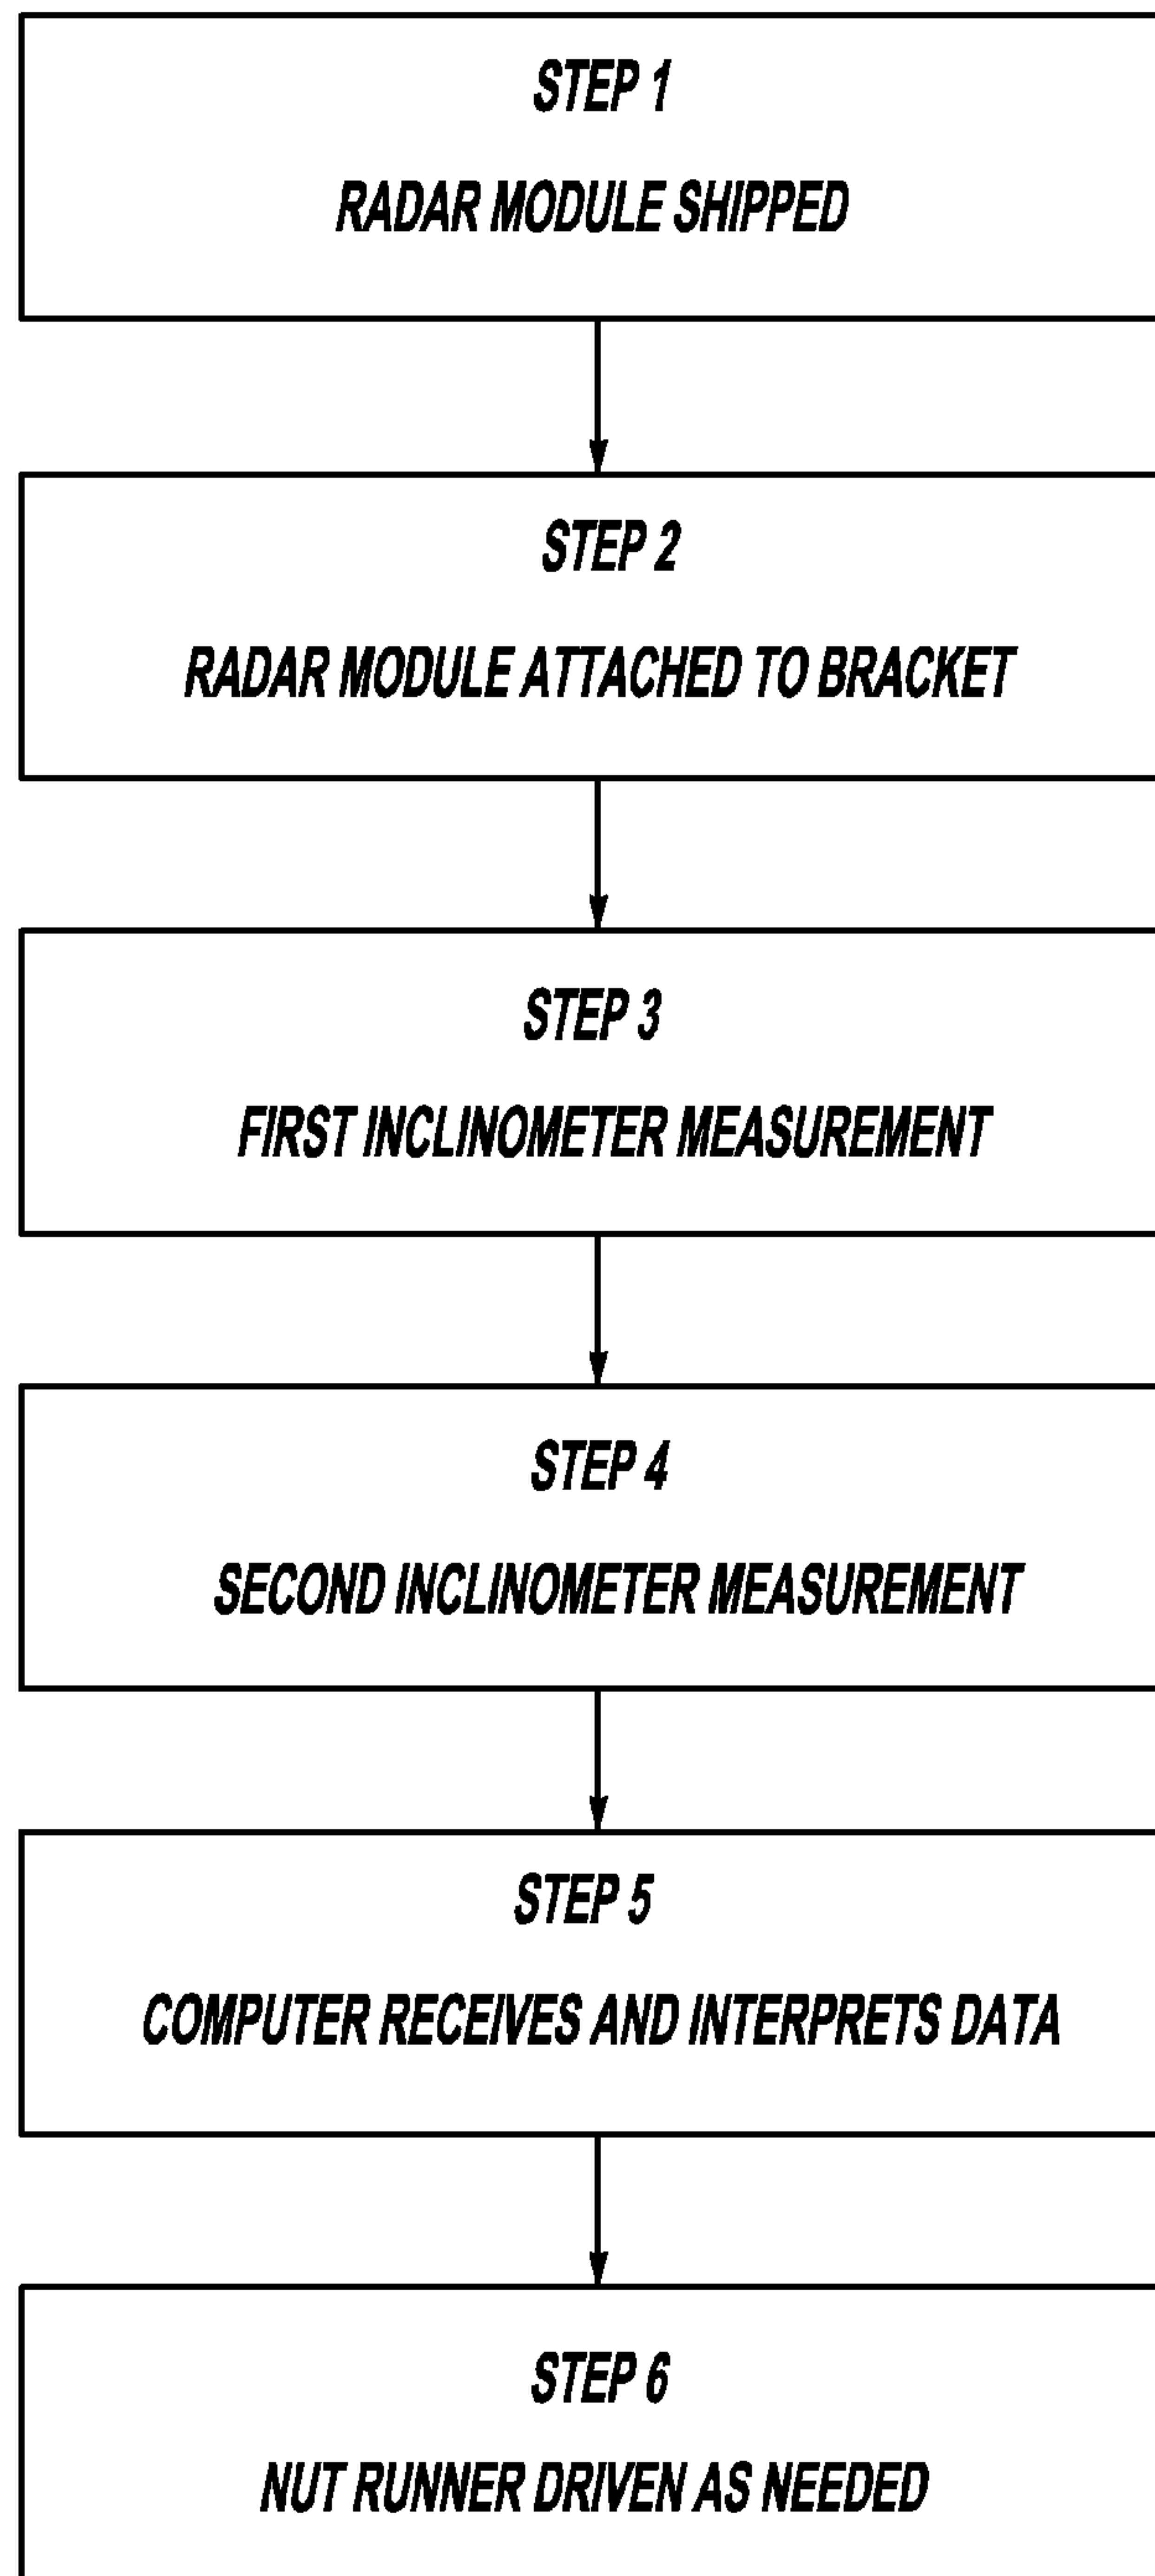 STEP 1
RADAR MODULE SHIPPED
STEP 2
RADAR MODULE ATTACHED TO BRACKET
STEP 3
FIRST INCLINOMETER MEASUREMENT
STEP 4
SECOND INCLINOMETER MEASUREMENT
STEP 5
COMPUTER RECEIVES AND INTERPRETS DATA
STEP 6
NUT RUNNER DRIVEN AS NEEDED